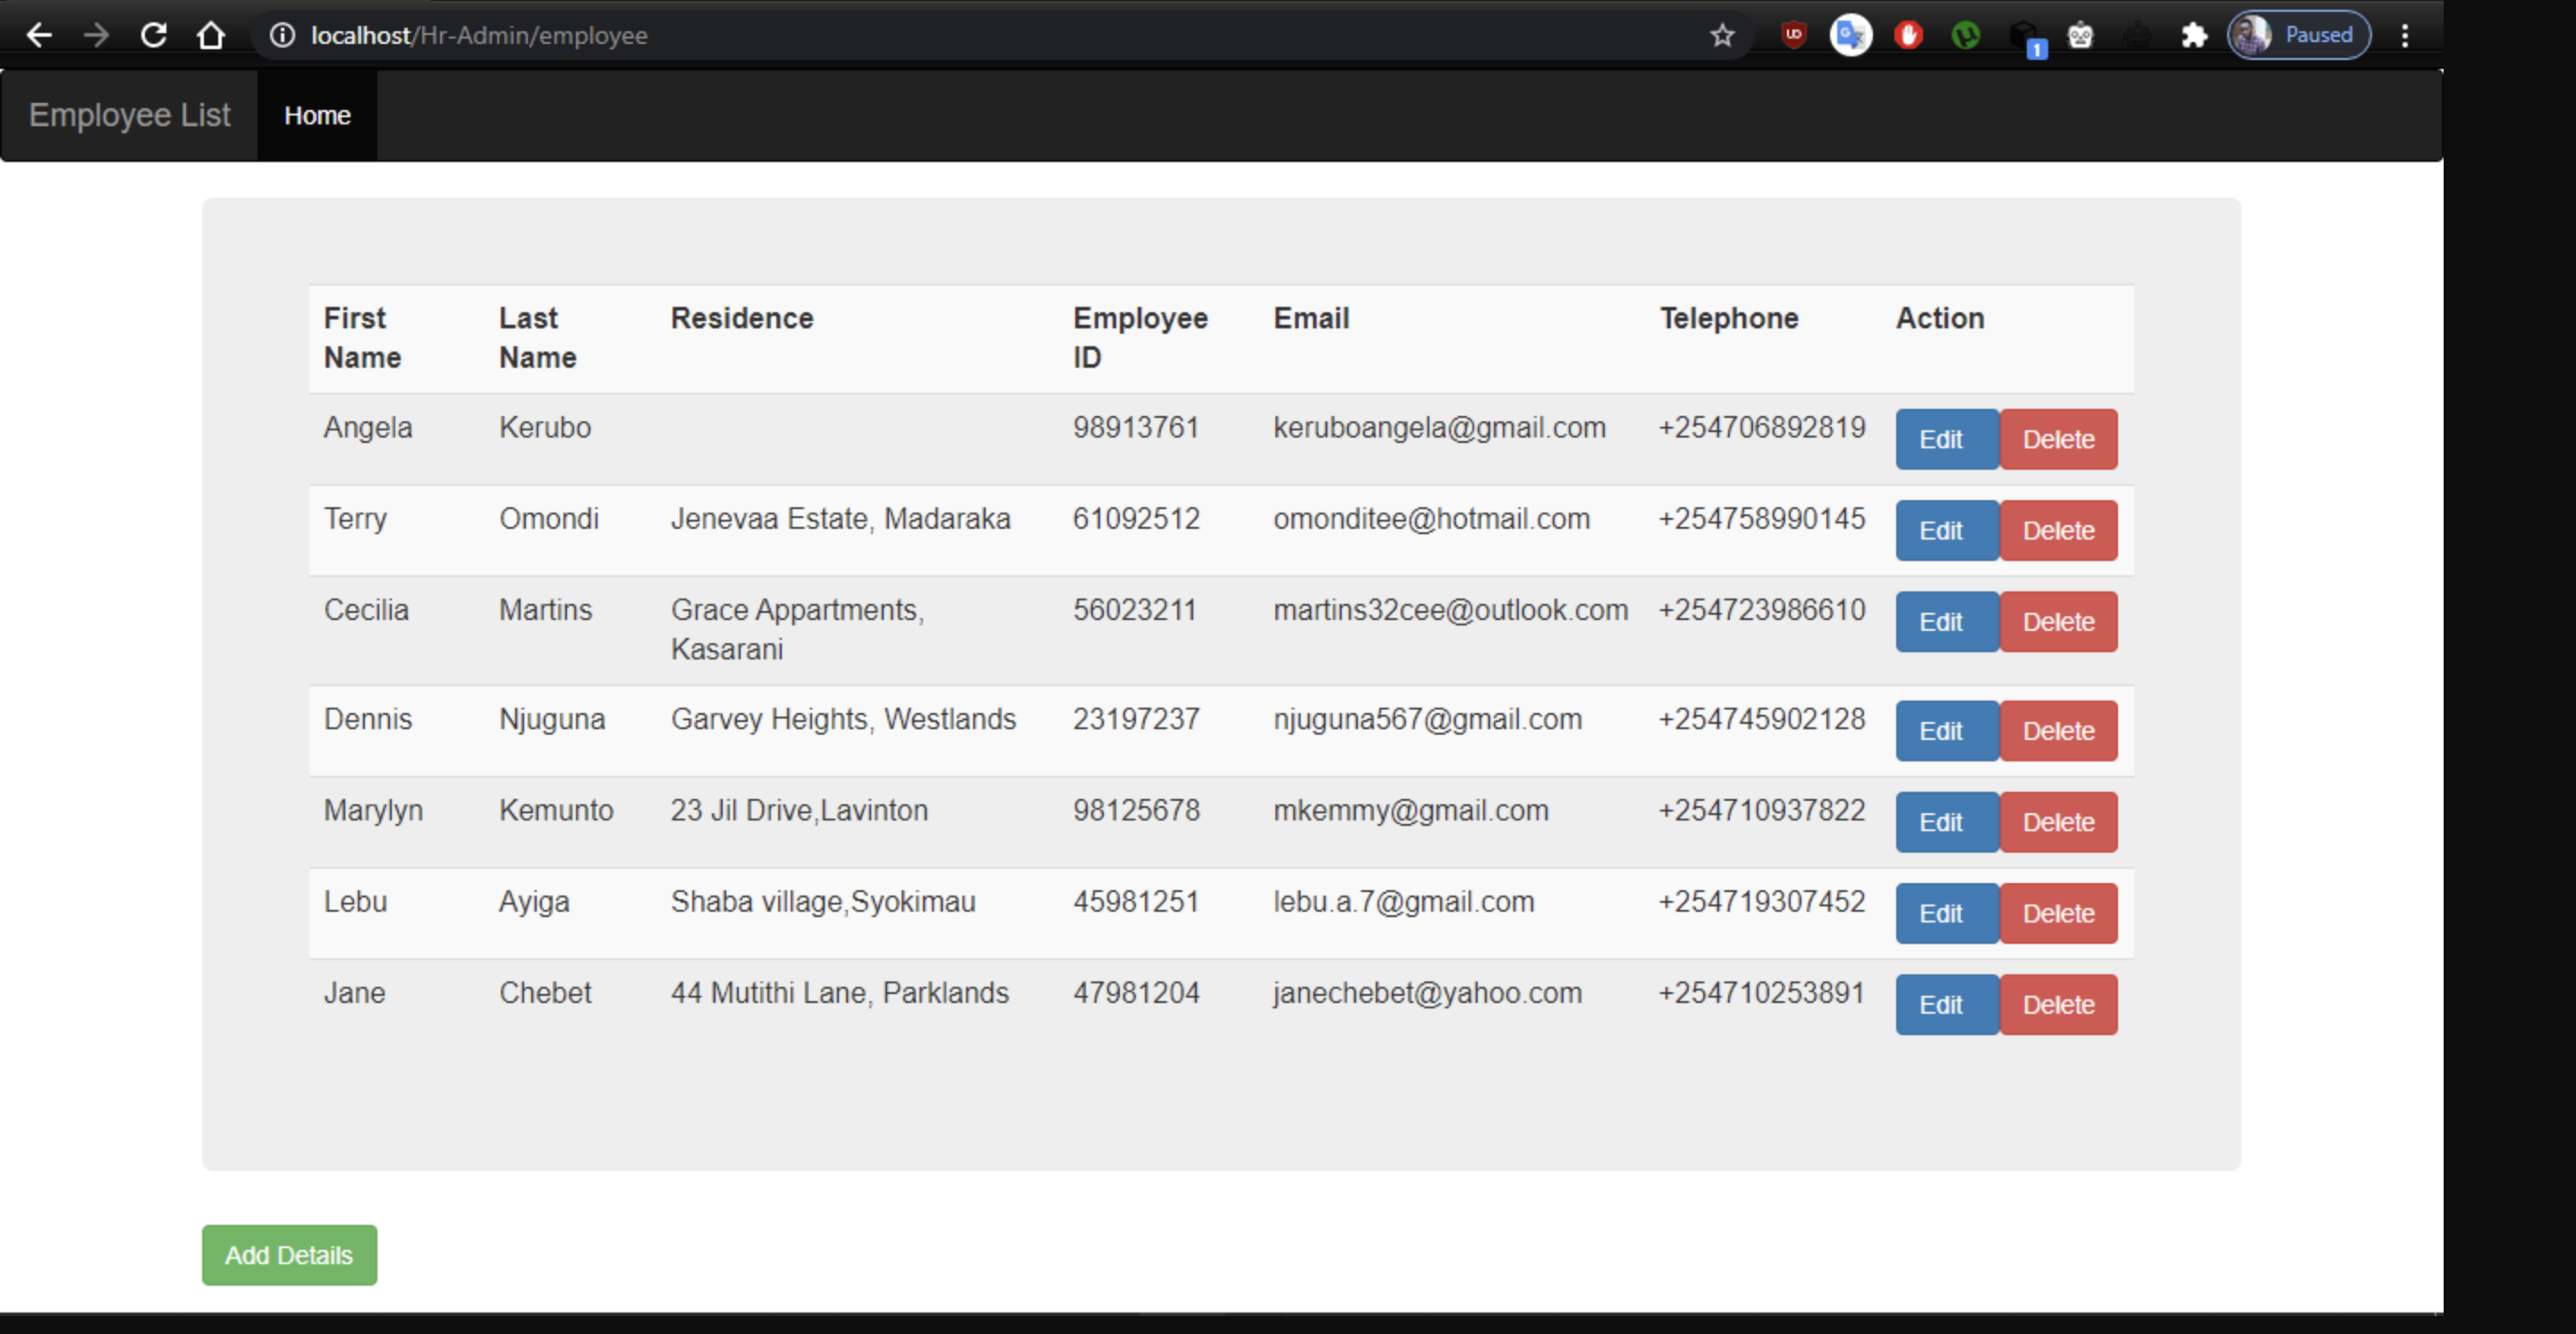 localhost/Hr-Admin/employee
1
Paused
Employee List Home
First Name Last Name Residence Employee ID Email Telephone Action
Angela Kerubo 98913761 keruboangela@gmail.com +254706892819 Edit Delete
Terry Omondi Jenevaa Estate, Madaraka 61092512 omonditee@hotmail.com +254758990145 Edit Delete
Cecilia Martins Grace Appartments, Kasarani 56023211 martins32cee@outlook.com +254723986610 Edit Delete
Dennis Njuguna Garvey Heights, Westlands 23197237 njuguna567@gmail.com +254745902128 Edit Delete
Marylyn Kemunto 23 Jil Drive,Lavinton 98125678 mkemmy@gmail.com +254710937822 Edit Delete
Lebu Ayiga Shaba village,Syokimau 45981251 lebu.a.7@gmail.com +254719307452 Edit Delete
Jane Chebet 44 Mutithi Lane, Parklands 47981204 janechebet@yahoo.com +254710253891 Edit Delete
Add Details